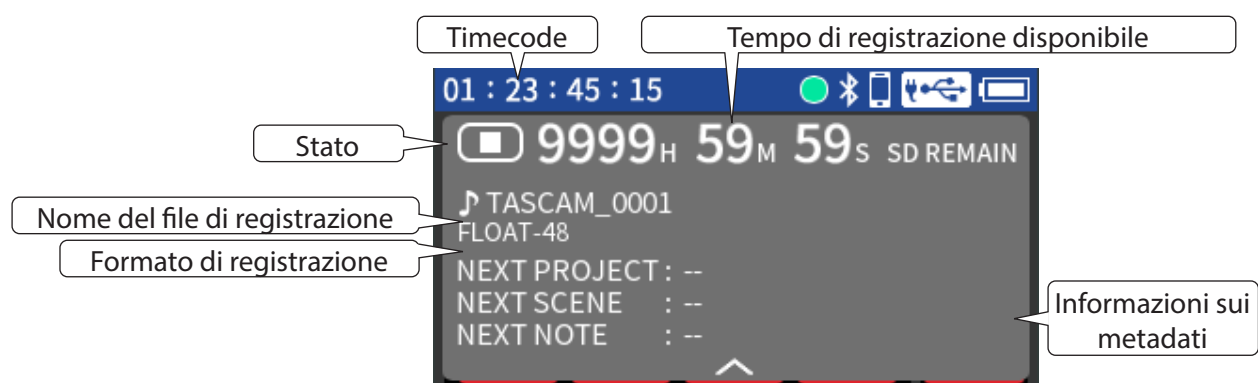 Timecode
Tempo di registrazione disponibile
01 : 23 : 45 : 15
Stato
9999H 59M 59S SD REMAIN
Nome del file di registrazione
TASCAM_0001
Formato di registrazione
FLOAT-48
NEXT PROJECT : --
NEXT SCENE : --
NEXT NOTE : --
Informazioni sui
metadati